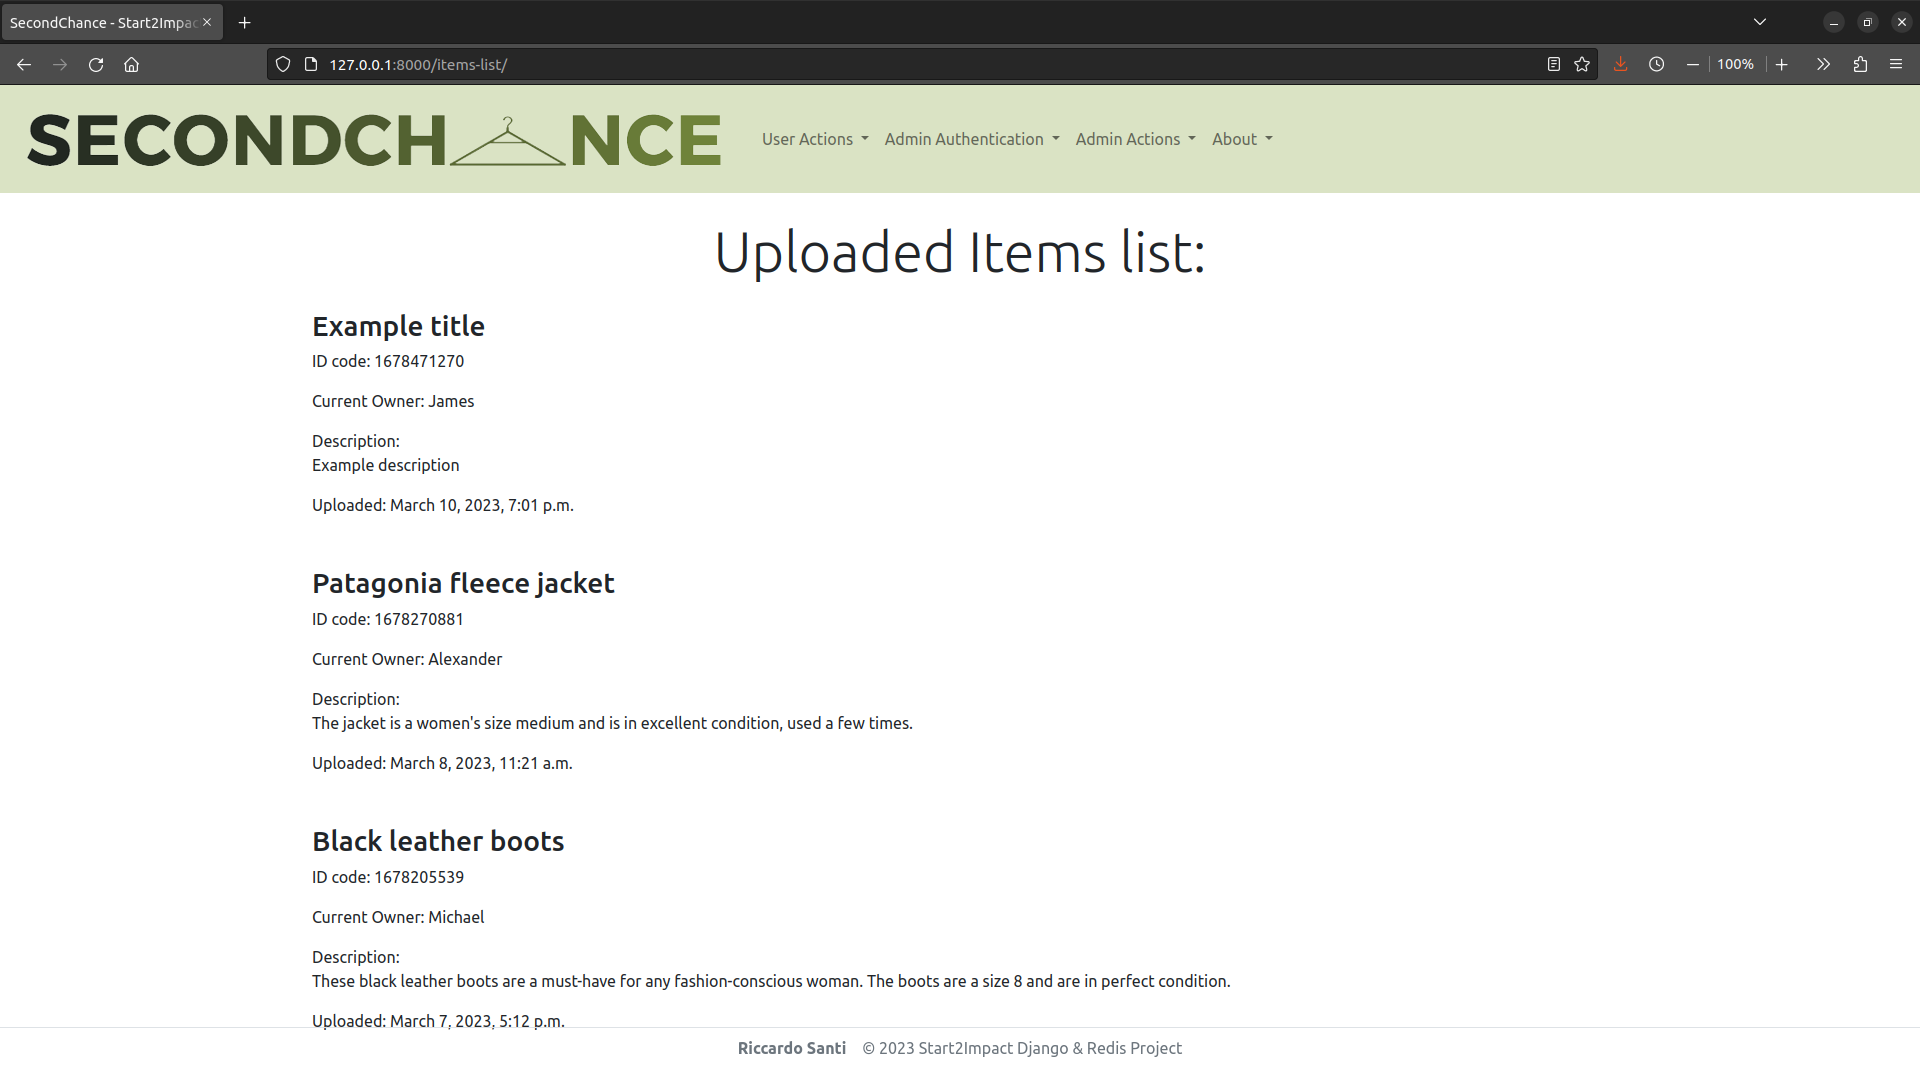 SecondChance - Start2Impac
127.0.0.1:8000/items-list/
100%
SECONDCHANCE
User Actions
Admin Authentication
Admin Actions
About
Uploaded Items list:
Example title
ID code: 1678471270
Current Owner: James
Description:
Example description
Uploaded: March 10, 2023, 7:01 p.m.
Patagonia fleece jacket
ID code: 1678270881
Current Owner: Alexander
Description:
The jacket is a women's size medium and is in excellent condition, used a few times.
Uploaded: March 8, 2023, 11:21 a.m.
Black leather boots
ID code: 1678205539
Current Owner: Michael
Description:
These black leather boots are a must-have for any fashion-conscious woman. The boots are a size 8 and are in perfect condition.
Uploaded: March 7, 2023, 5:12 p.m.
Riccardo Santi © 2023 Start2Impact Django & Redis Project